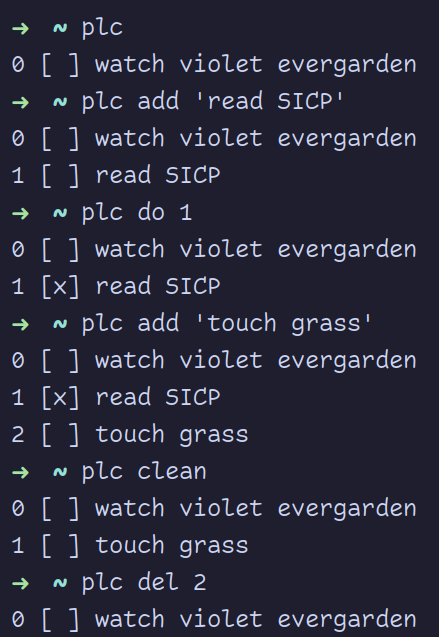 ➜ ~ plc
0 [ ] watch violet evergarden
➜ ~ plc add 'read SICP'
0 [ ] watch violet evergarden
1 [ ] read SICP
➜ ~ plc do 1
0 [ ] watch violet evergarden
1 [x] read SICP
➜ ~ plc add 'touch grass'
0 [ ] watch violet evergarden
1 [x] read SICP
2 [ ] touch grass
➜ ~ plc clean
0 [ ] watch violet evergarden
1 [ ] touch grass
➜ ~ plc del 2
0 [ ] watch violet evergarden